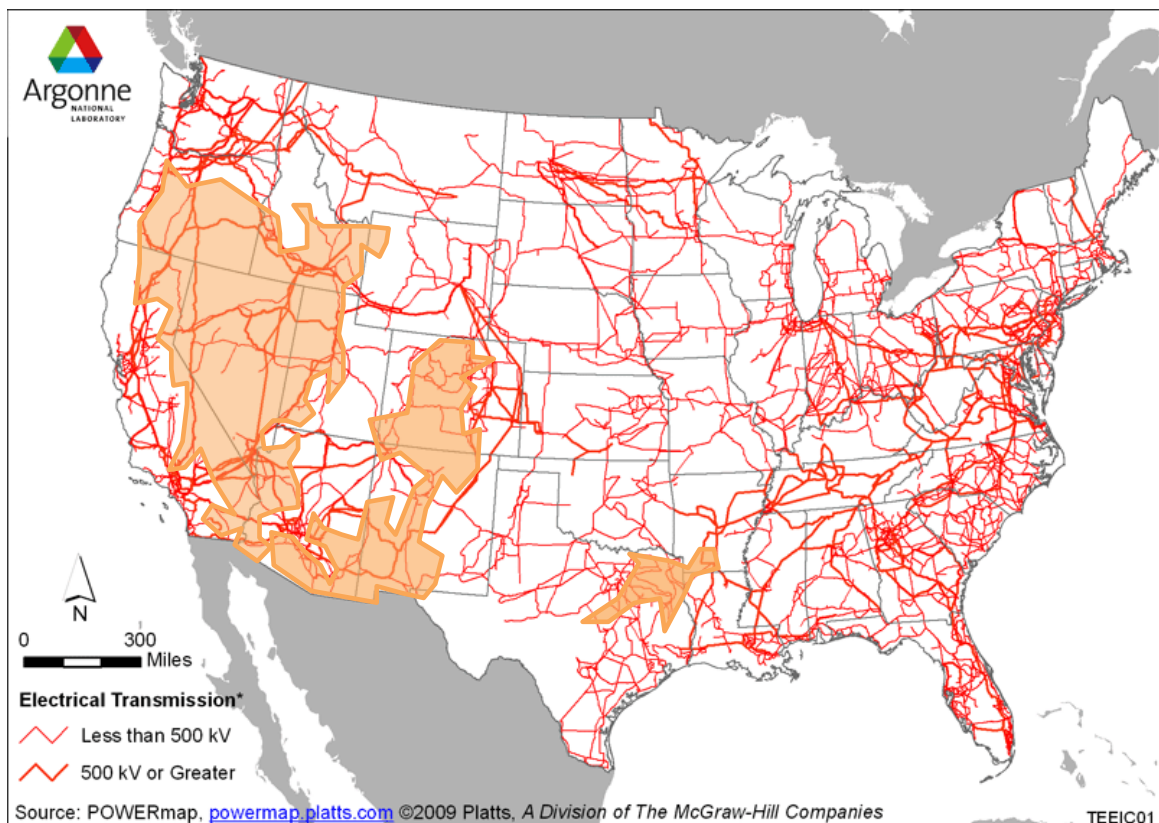 Argonne
NATIONAL
LABORATORY
N
0 300
Miles
Electrical Transmission*
Less than 500 kV
500 kV or Greater
Source: POWERmap, powermap.platts.com ©2009 Platts, A Division of The McGraw-Hill Companies
TEEIC01